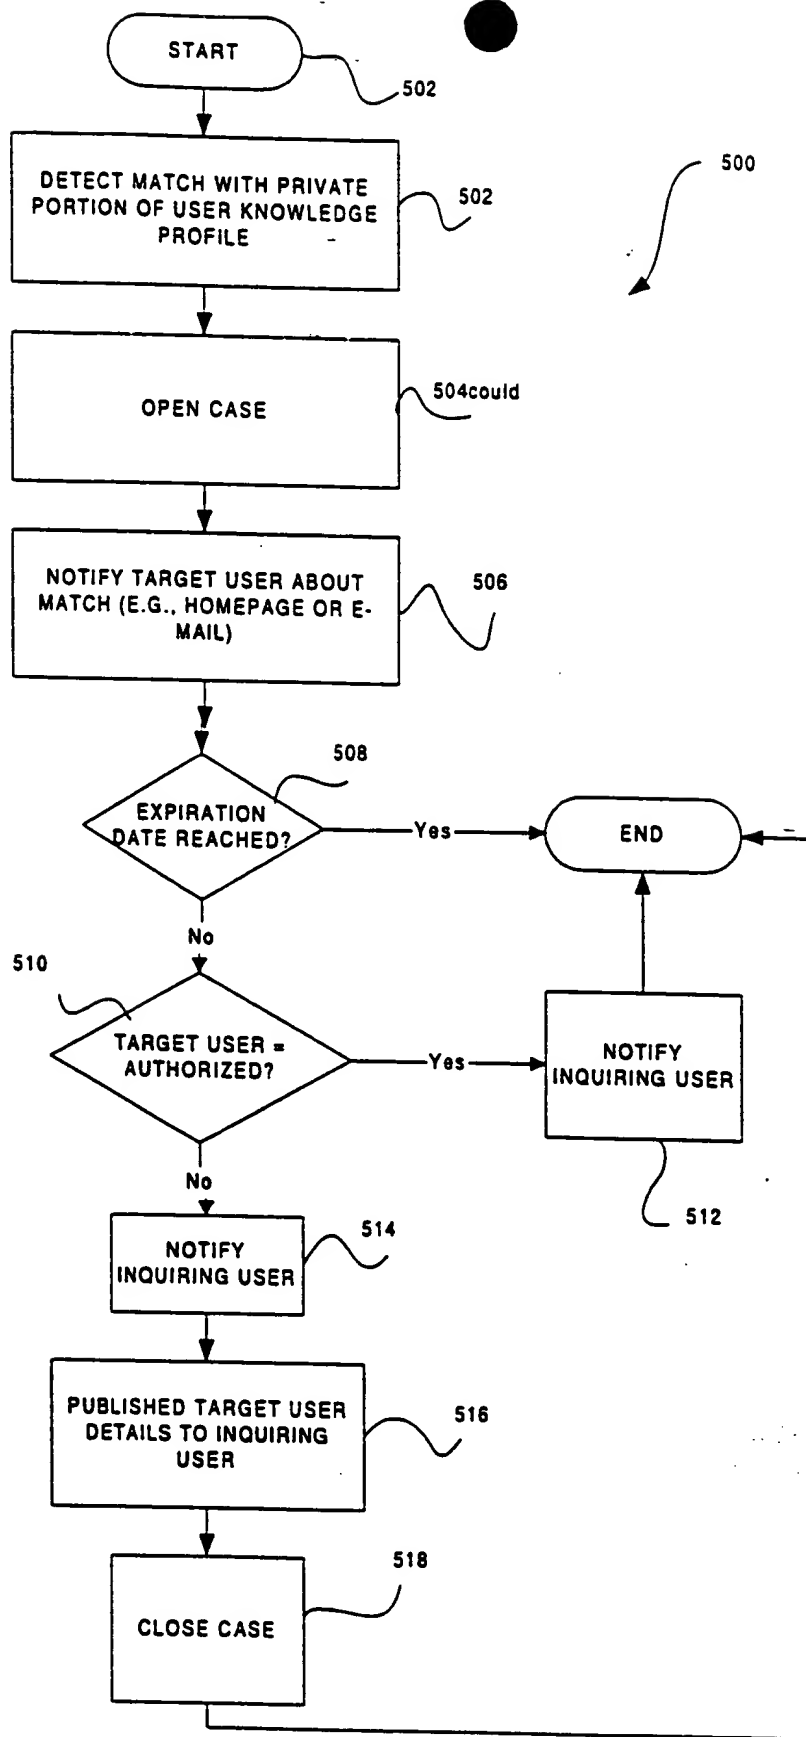 START
502
500
DETECT MATCH WITH PRIVATE
PORTION OF USER KNOWLEDGE
PROFILE
502
OPEN CASE
504could
NOTIFY TARGET USER ABOUT
MATCH (E.G., HOMEPAGE OR E-
MAIL)
506
508
EXPIRATION
DATE REACHED?
Yes
END
No
510
TARGET USER =
AUTHORIZED?
Yes
NOTIFY
INQUIRING USER
512
No
514
NOTIFY
INQUIRING USER
PUBLISHED TARGET USER
DETAILS TO INQUIRING
USER
516
518
CLOSE CASE